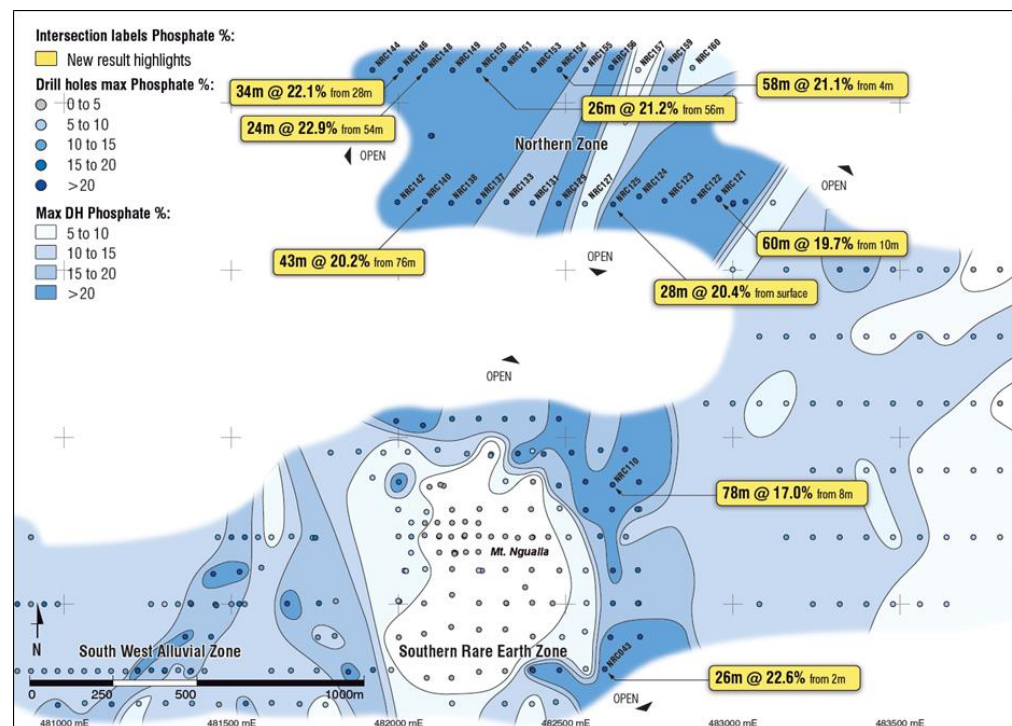 Intersection labels Phosphate %:
New result highlights
Drill holes max Phosphate %:
0 to 5
5 to 10
10 to 15
15 to 20
>20
Max DH Phosphate %:
5 to 10
10 to 15
15 to 20
>20
NRC144
NRC146
NRC148
NRC149
NRC150
NRC151
NRC153
NRC154
NRC155
NRC156
NRC157
NRC159
NRC160
34m @ 22.1% from 28m
58m @ 21.1% from 4m
26m @ 21.2% from 56m
24m @ 22.9% from 54m
Northern Zone
OPEN
OPEN
NRC142
NRC140
NRC138
NRC137
NRC133
NRC131
NRC129
NRC127
NRC125
NRC124
NRC123
NRC122
NRC121
60m @ 19.7% from 10m
43m @ 20.2% from 76m
OPEN
28m @ 20.4% from surface
OPEN
NRC110
78m @ 17.0% from 8m
Mt. Ngualla
N
South West Alluvial Zone
Southern Rare Earth Zone
NRC043
26m @ 22.6% from 2m
0 250 500 1000m
OPEN
481000 mE 481500 mE 482000 mE 482500 mE 483000 mE 483500 mE